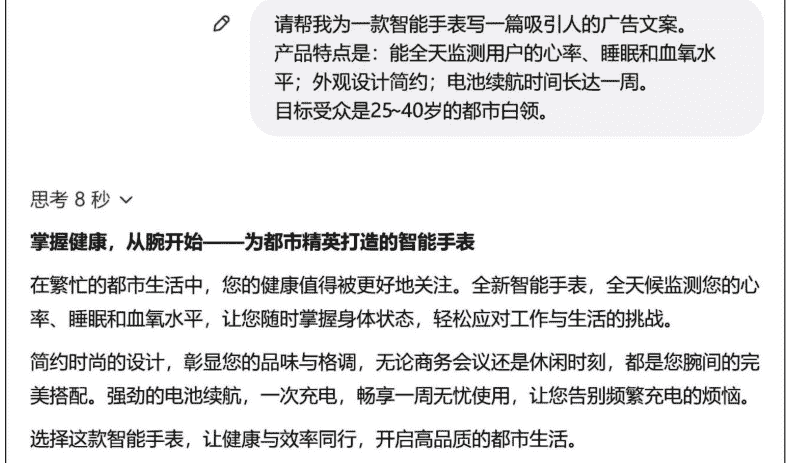 请帮我为一款智能手表写一篇吸引人的广告文案。
产品特点是：能全天监测用户的心率、睡眠和血氧水
平；外观设计简约；电池续航时间长达一周。
目标受众是25~40岁的都市白领。
思考 8 秒
掌握健康，从腕开始——为都市精英打造的智能手表
在繁忙的都市生活中，您的健康值得被更好地关注。全新智能手表，全天候监测您的心
率、睡眠和血氧水平，让您随时掌握身体状态，轻松应对工作与生活的挑战。
简约时尚的设计，彰显您的品味与格调，无论商务会议还是休闲时刻，都是您腕间的完
美搭配。强劲的电池续航，一次充电，畅享一周无忧使用，让您告别频繁充电的烦恼。
选择这款智能手表，让健康与效率同行，开启高品质的都市生活。